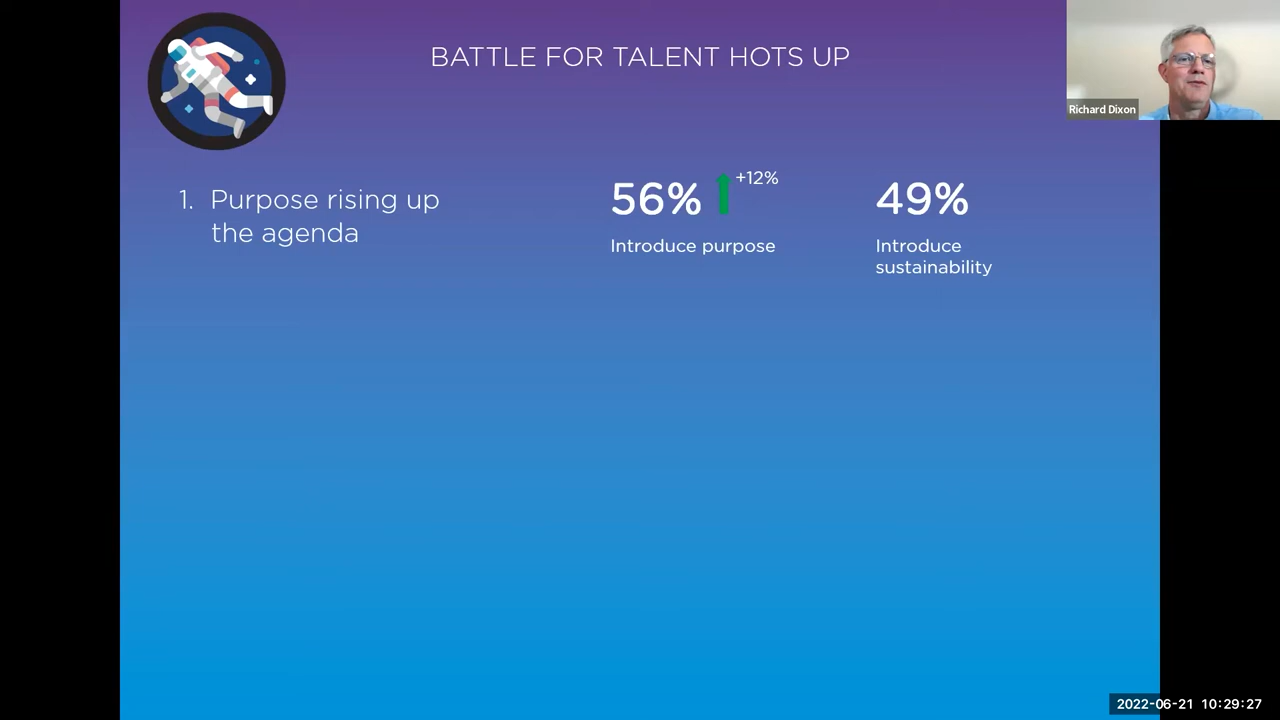 BATTLE FOR TALENT HOTS UP
Richard Dixon
1. Purpose rising up
the agenda
56%
+12%
Introduce purpose
49%
Introduce
sustainability
2022-06-21 10:29:27